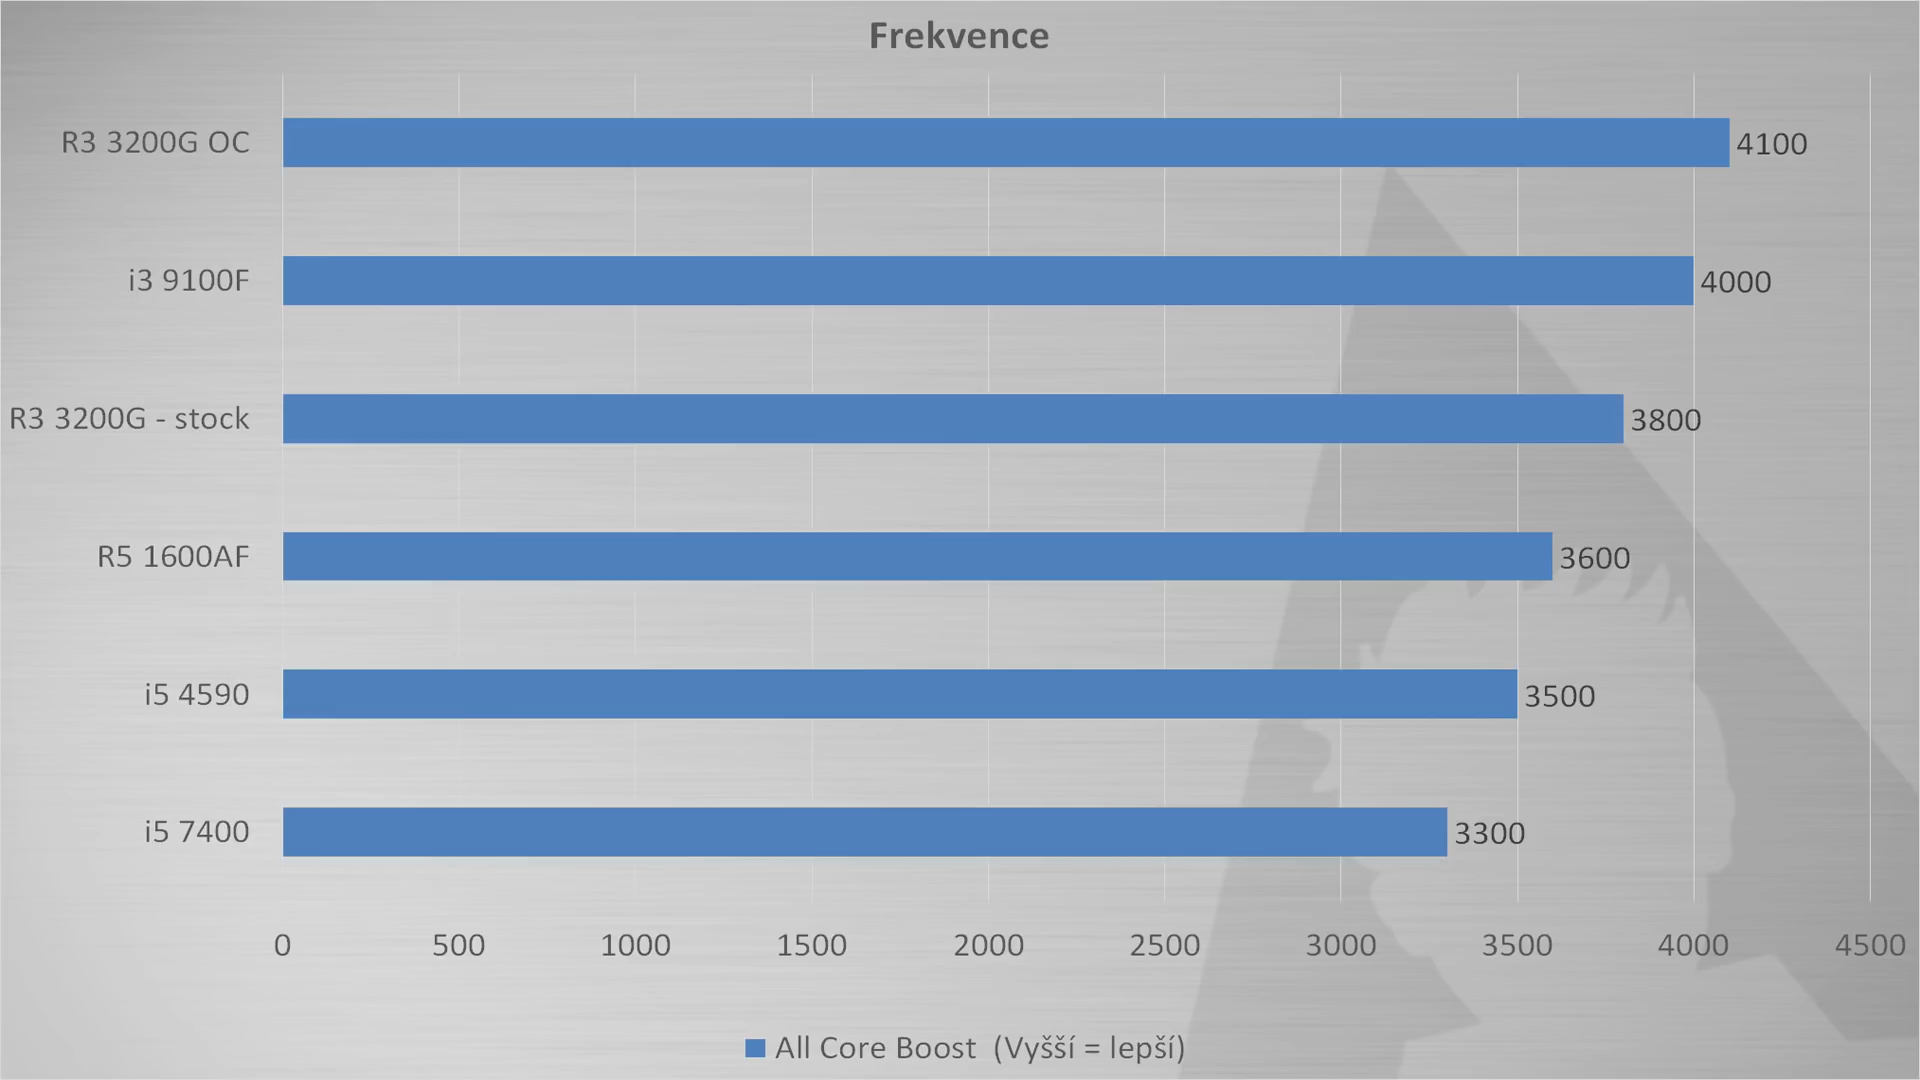 Frekvence
R3 3200G OC
4100
i3 9100F
4000
R3 3200G - stock
3800
R5 1600AF
3600
i5 4590
3500
i5 7400
3300
0 500 1000 1500 2000 2500 3000 3500 4000 4500
All Core Boost (Vyšší = lepší)